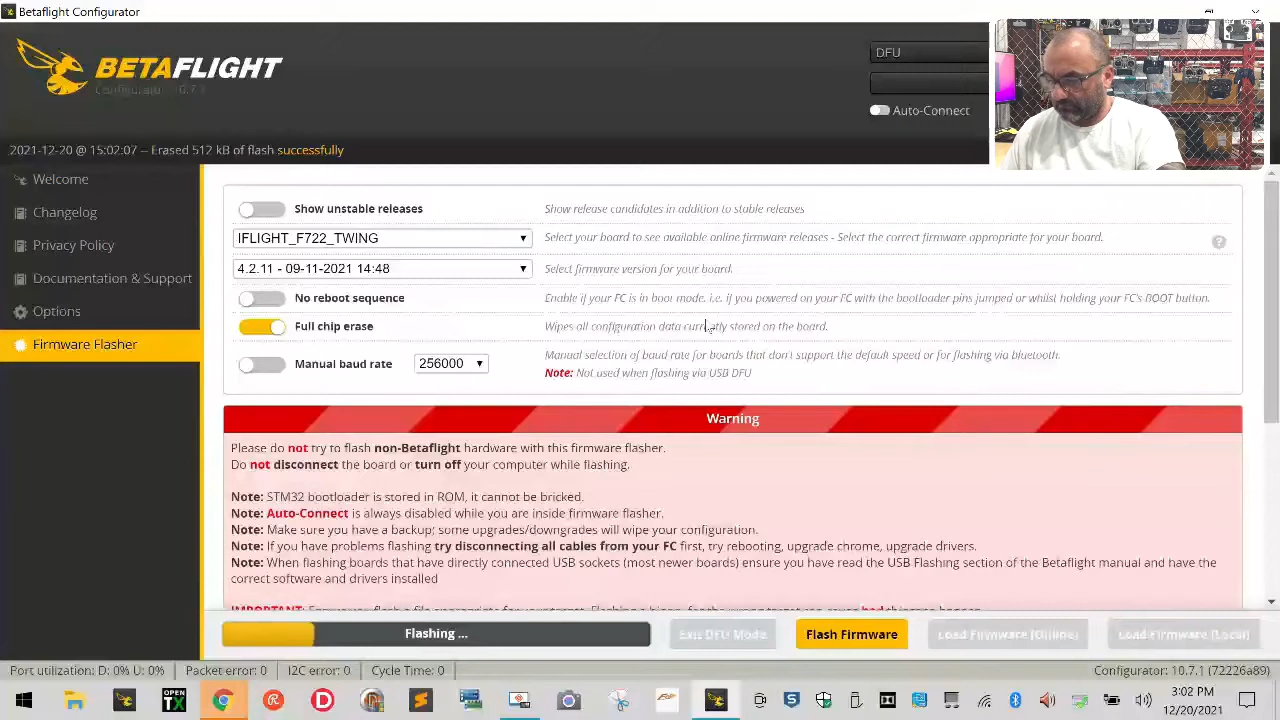 Betaflight Configurator
BETAFLIGHT
Configurator 10.7.1
DFU
Auto-Connect
2021-12-20 @ 15:02:07 -- Erased 512 kB of flash successfully
Welcome
Changelog
Privacy Policy
Documentation & Support
Options
Firmware Flasher
Show unstable releases Show release candidates in addition to stable releases
IFLIGHT_F722_TWING Select your board to see available online firmware releases - Select the correct firmware appropriate for your board. ?
4.2.11 - 09-11-2021 14:48 Select firmware version for your board.
No reboot sequence Enable if your FC is in boot mode. i.e. if you powered on your FC with the bootloader pins jumped or whilst holding your FC's BOOT button.
Full chip erase Wipes all configuration data currently stored on the board.
Manual baud rate 256000 Manual selection of baud rate for boards that don't support the default speed or for flashing via bluetooth.
Note: Not used when flashing via USB DFU
Warning
Please do not try to flash non-Betaflight hardware with this firmware flasher.
Do not disconnect the board or turn off your computer while flashing.
Note: STM32 bootloader is stored in ROM, it cannot be bricked.
Note: Auto-Connect is always disabled while you are inside firmware flasher.
Note: Make sure you have a backup; some upgrades/downgrades will wipe your configuration.
Note: If you have problems flashing try disconnecting all cables from your FC first, try rebooting, upgrade chrome, upgrade drivers.
Note: When flashing boards that have directly connected USB sockets (most newer boards) ensure you have read the USB Flashing section of the Betaflight manual and have the
correct software and drivers installed
Flashing ... Exit DFU Mode Flash Firmware Load Firmware [Online] Load Firmware [Local]
Port utilization: D: 0% U: 0% Packet error: 0 I2C error: 0 Cycle Time: 0 Configurator: 10.7.1 (72226a89)
OPEN
TX
3:02 PM
12/20/2021